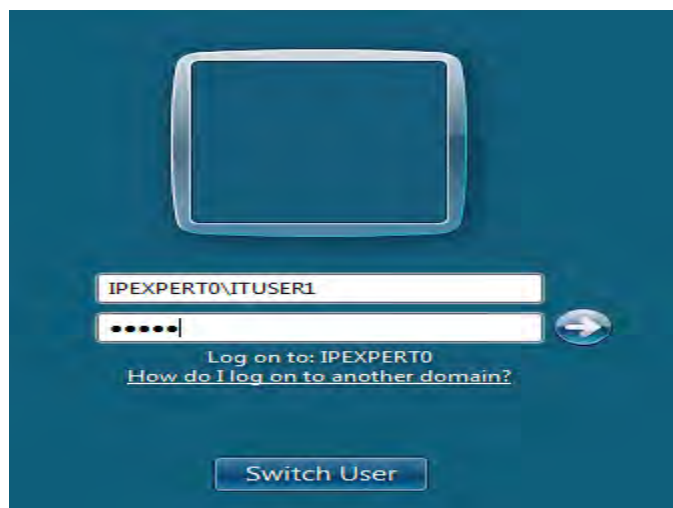 IPEXPERT0\ITUSER1
•••••
Log on to: IPEXPERT0
How do I log on to another domain?
Switch User